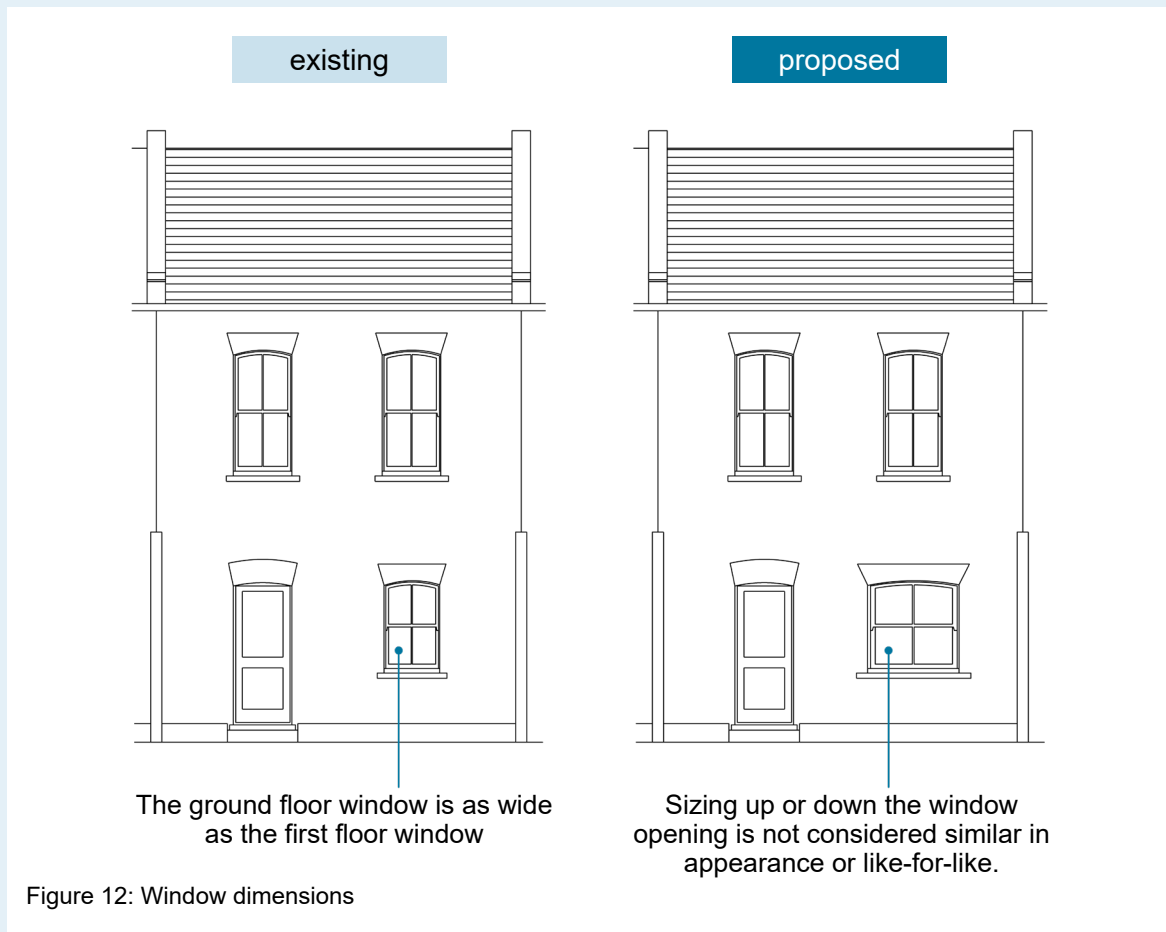 existing
proposed
The ground floor window is as wide
as the first floor window
Sizing up or down the window
opening is not considered similar in
appearance or like-for-like.
Figure 12: Window dimensions